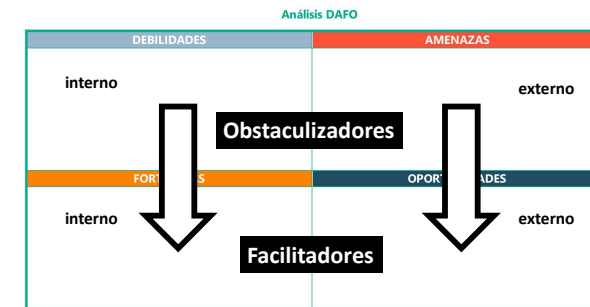 Análisis DAFO
DEBILIDADES AMENAZAS
interno
externo
Obstaculizadores
interno
externo
Facilitadores